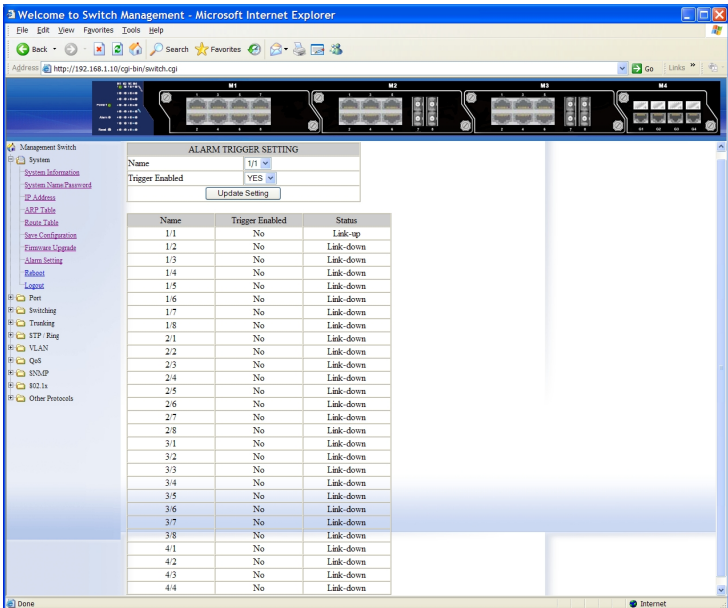 Welcome to Switch Management - Microsoft Internet Explorer
File Edit View Favorites Tools Help
Back Search Favorites
Address http://192.168.1.10/cgi-bin/switch.cgi Go Links »
M1 M2 M3 M4
Management Switch
System
System Information
System Name/Password
IP Address
ARP Table
Route Table
Save Configuration
Firmware Upgrade
Alarm Setting
Reboot
Logout
Port
Switching
Trunking
STP / Ring
VLAN
QoS
SNMP
802.1x
Other Protocols
ALARM TRIGGER SETTING
Name 1/1
Trigger Enabled YES
Update Setting
Name Trigger Enabled Status
1/1 No Link-up
1/2 No Link-down
1/3 No Link-down
1/4 No Link-down
1/5 No Link-down
1/6 No Link-down
1/7 No Link-down
1/8 No Link-down
2/1 No Link-down
2/2 No Link-down
2/3 No Link-down
2/4 No Link-down
2/5 No Link-down
2/6 No Link-down
2/7 No Link-down
2/8 No Link-down
3/1 No Link-down
3/2 No Link-down
3/3 No Link-down
3/4 No Link-down
3/5 No Link-down
3/6 No Link-down
3/7 No Link-down
3/8 No Link-down
4/1 No Link-down
4/2 No Link-down
4/3 No Link-down
4/4 No Link-down
Done Internet